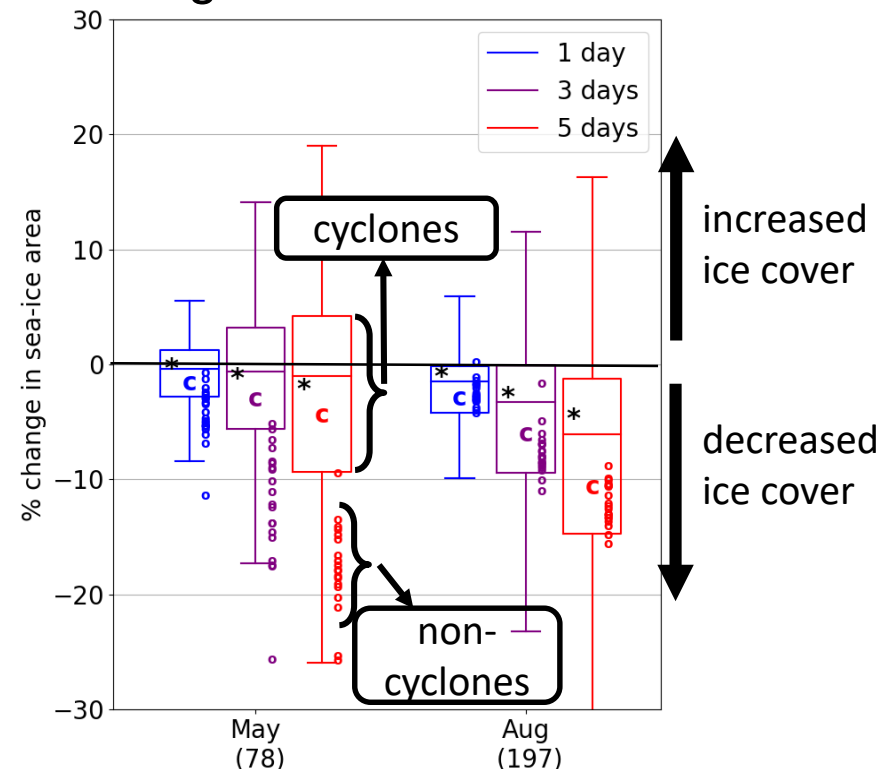 g
30
20
10
0
−10
−20
−30
% change in sea-ice area
1 day
3 days
5 days
cyclones
increased
ice cover
decreased
ice cover
non-
cyclones
* c * c * c
* c * c * c
May
(78)
Aug
(197)